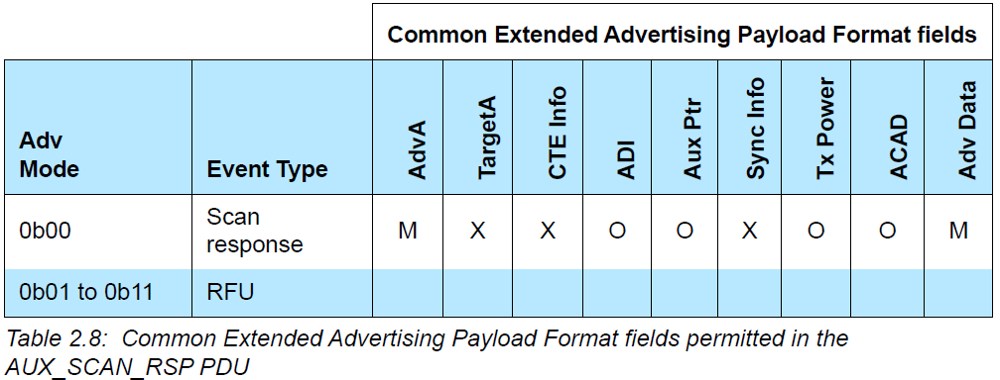 Common Extended Advertising Payload Format fields
Adv
Mode
Event Type
AdvA
TargetA
CTE Info
ADI
Aux Ptr
Sync Info
Tx Power
ACAD
Adv Data
0b00
Scan
response
M
X
X
O
O
X
O
O
M
0b01 to 0b11
RFU
Table 2.8: Common Extended Advertising Payload Format fields permitted in the
AUX_SCAN_RSP PDU